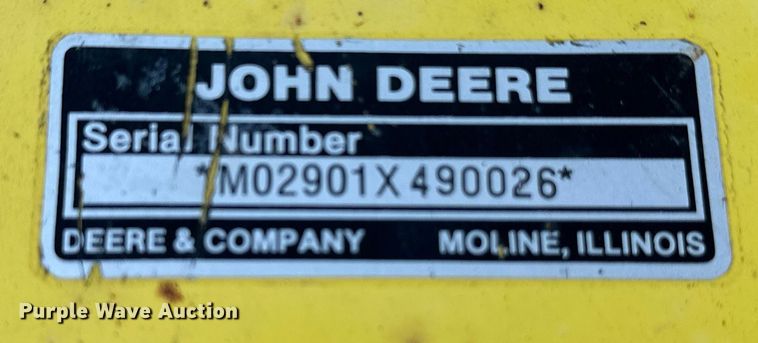 JOHN DEERE
Serial Number
*M02901X490026*
DEERE & COMPANY MOLINE, ILLINOIS
Purple Wave Auction